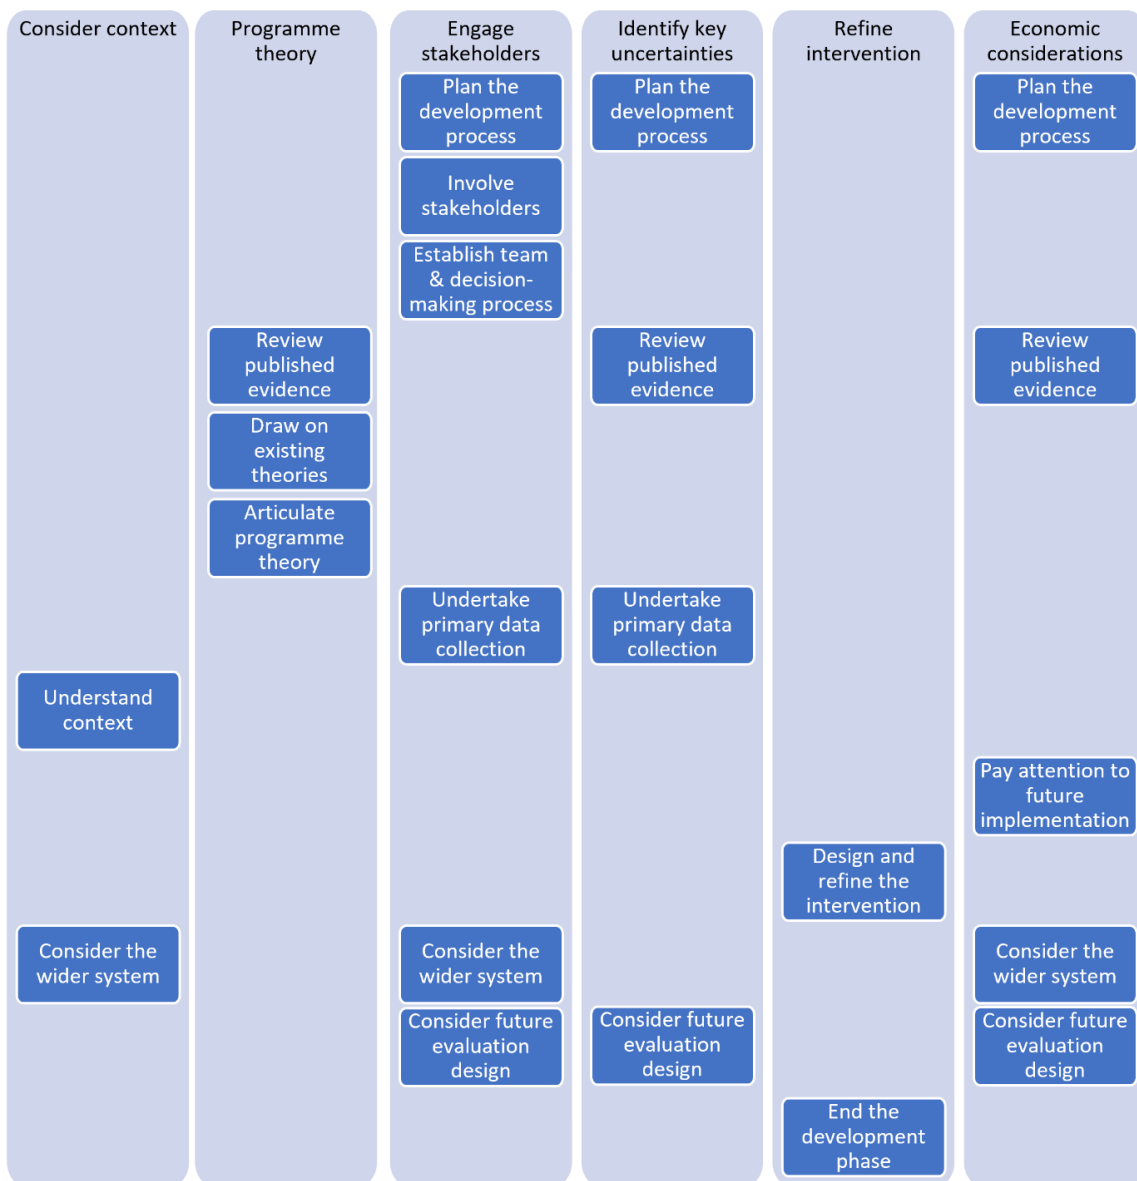 Consider context
Programme
theory
Engage
stakeholders
Identify key
uncertainties
Refine
intervention
Economic
considerations
Plan the
development
process
Plan the
development
process
Plan the
development
process
Involve
stakeholders
Establish team
& decision-
making process
Review
published
evidence
Review
published
evidence
Review
published
evidence
Draw on
existing
theories
Articulate
programme
theory
Undertake
primary data
collection
Undertake
primary data
collection
Understand
context
Pay attention to
future
implementation
Design and
refine the
intervention
Consider the
wider system
Consider the
wider system
Consider the
wider system
Consider future
evaluation
design
Consider future
evaluation
design
Consider future
evaluation
design
End the
development
phase